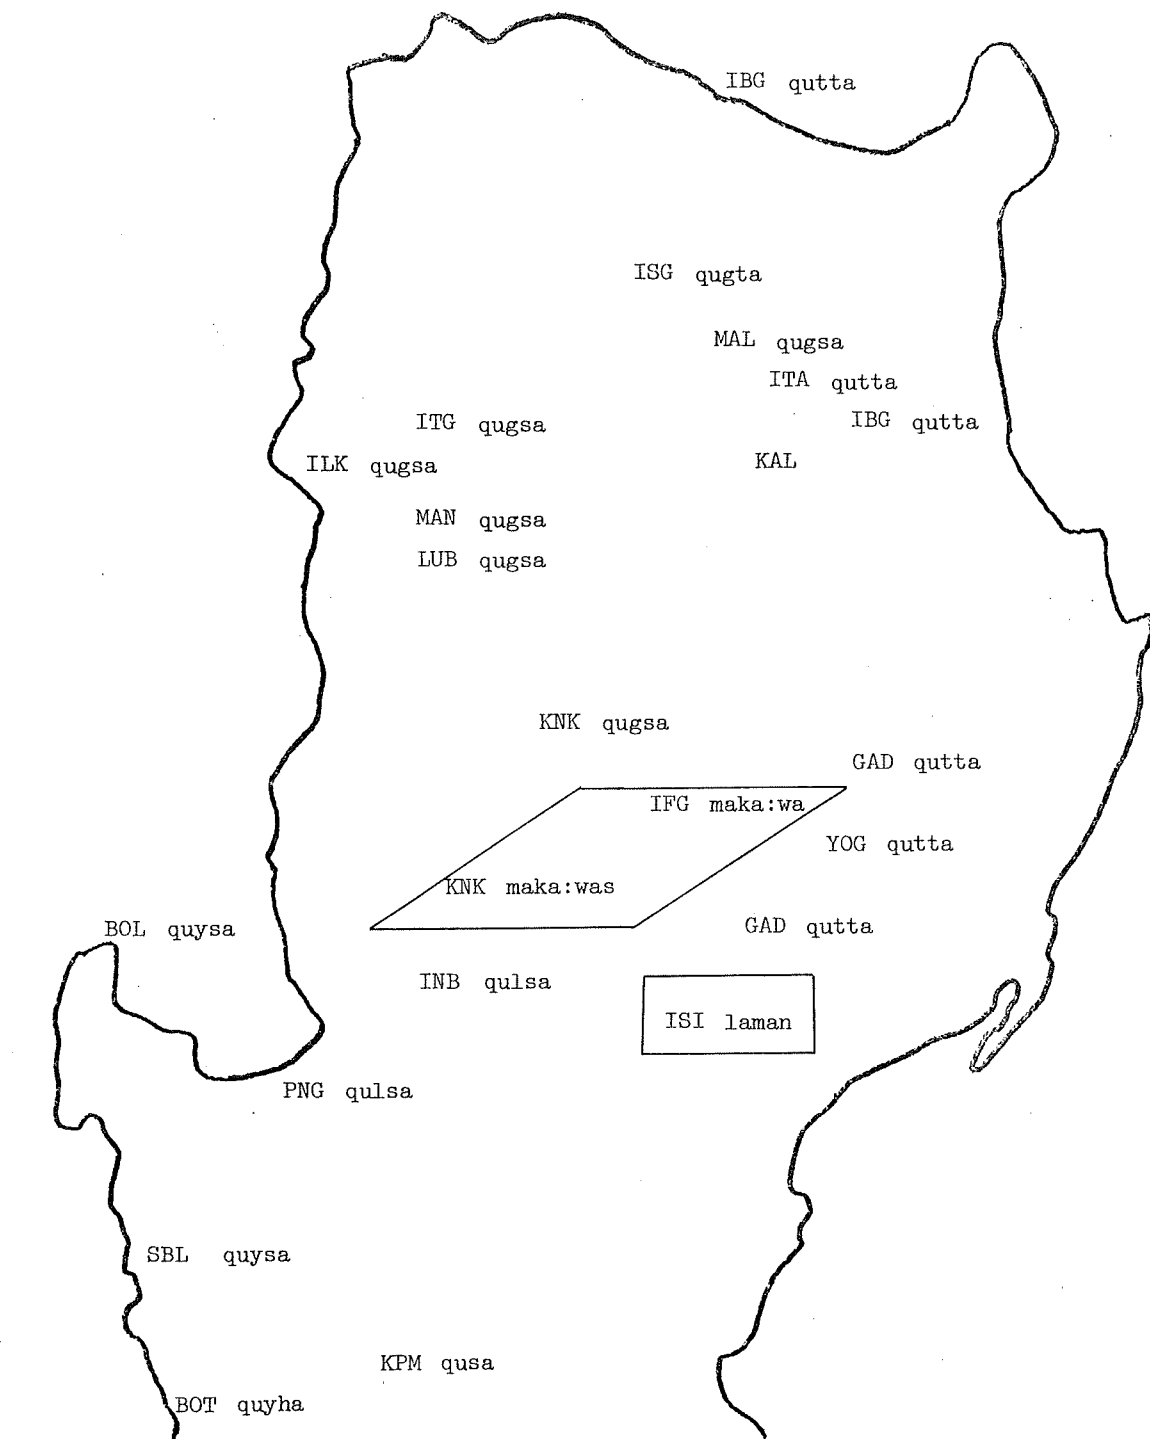 IBG qutta
ISG qugta
MAL qugsa
ITA qutta
IBG qutta
ITG qugsa
KAL
ILK qugsa
MAN qugsa
LUB qugsa
KNK qugsa
GAD qutta
IFG maka:wa
YOG qutta
KNK maka:was
BOL quysa
GAD qutta
INB qulsa
ISI laman
PNG qulsa
SBL quysa
KPM qusa
BOT quyha